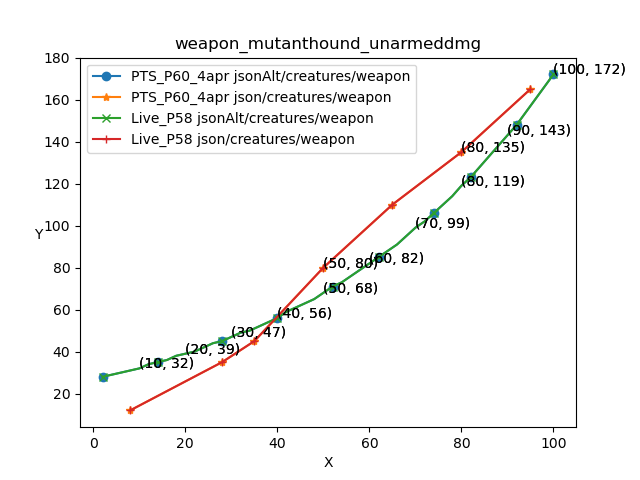 weapon_mutanthound_unarmeddmg
PTS_P60_4apr jsonAlt/creatures/weapon
PTS_P60_4apr json/creatures/weapon
Live_P58 jsonAlt/creatures/weapon
Live_P58 json/creatures/weapon
180
160
140
120
100
80
60
40
20
Y
(100, 172)
(90, 143)
(80, 135)
(80, 119)
(70, 99)
(50, 80)
(60, 82)
(50, 68)
(40, 56)
(30, 47)
(20, 39)
(10, 32)
0 20 40 60 80 100
X